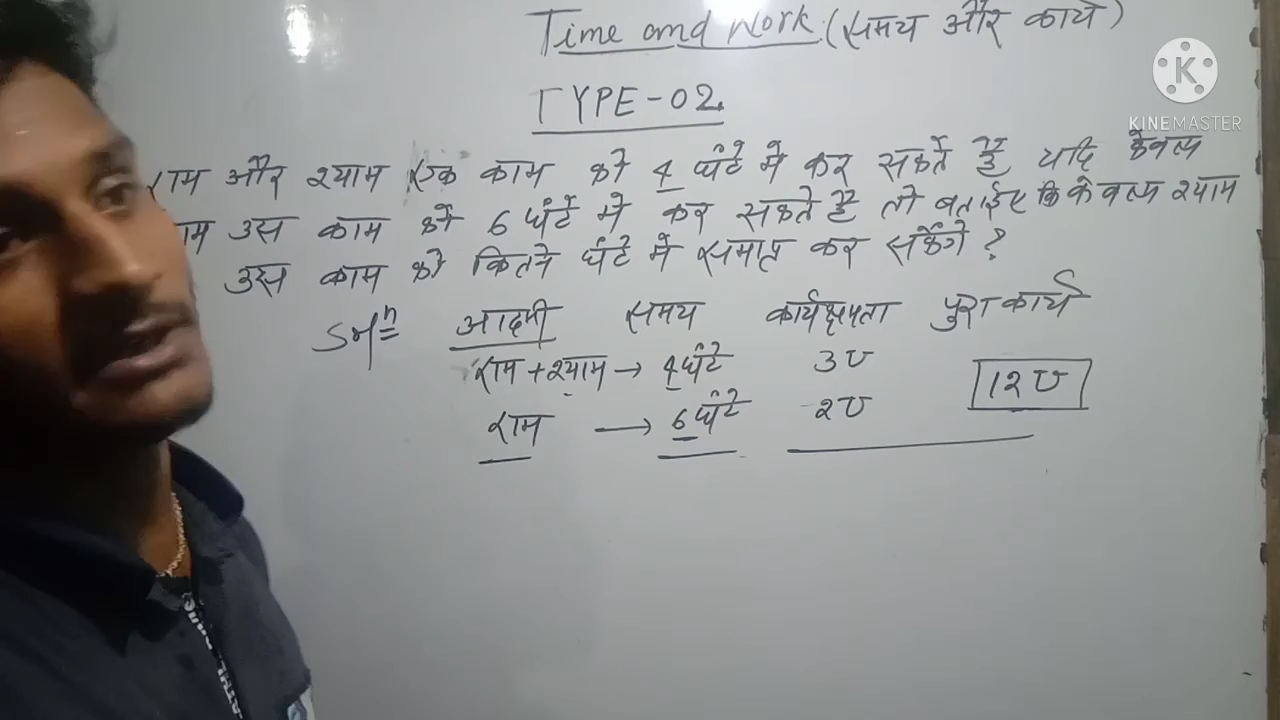 Time and Work (समय और कार्य)
TYPE-02.
राम और श्याम एक काम को 4 घंटे में कर सकते हैं यदि केवल
राम उस काम को 6 घंटे में कर सकते हैं तो बताईए कि केवल श्याम
उस काम को कितने घंटे में समाप्त कर सकेंगे ?
Solⁿ आदमी समय कार्यक्षमता पुरा कार्य
राम + श्याम → 4 घंटे 3U 12U
राम → 6 घंटे 2U
KINEMASTER